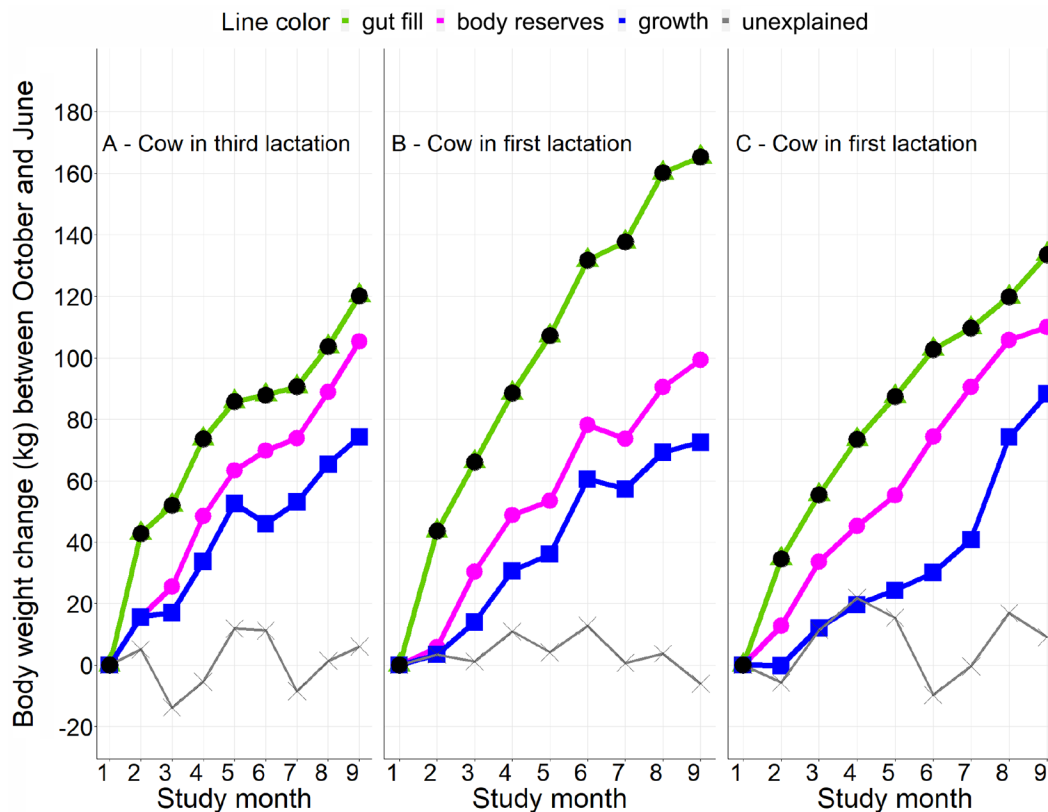 Line color gut fill body reserves growth unexplained
Body weight change (kg) between October and June
180
160
140
120
100
80
60
40
20
0
-20
A - Cow in third lactation
B - Cow in first lactation
C - Cow in first lactation
1 2 3 4 5 6 7 8 9
1 2 3 4 5 6 7 8 9
1 2 3 4 5 6 7 8 9
Study month
Study month
Study month